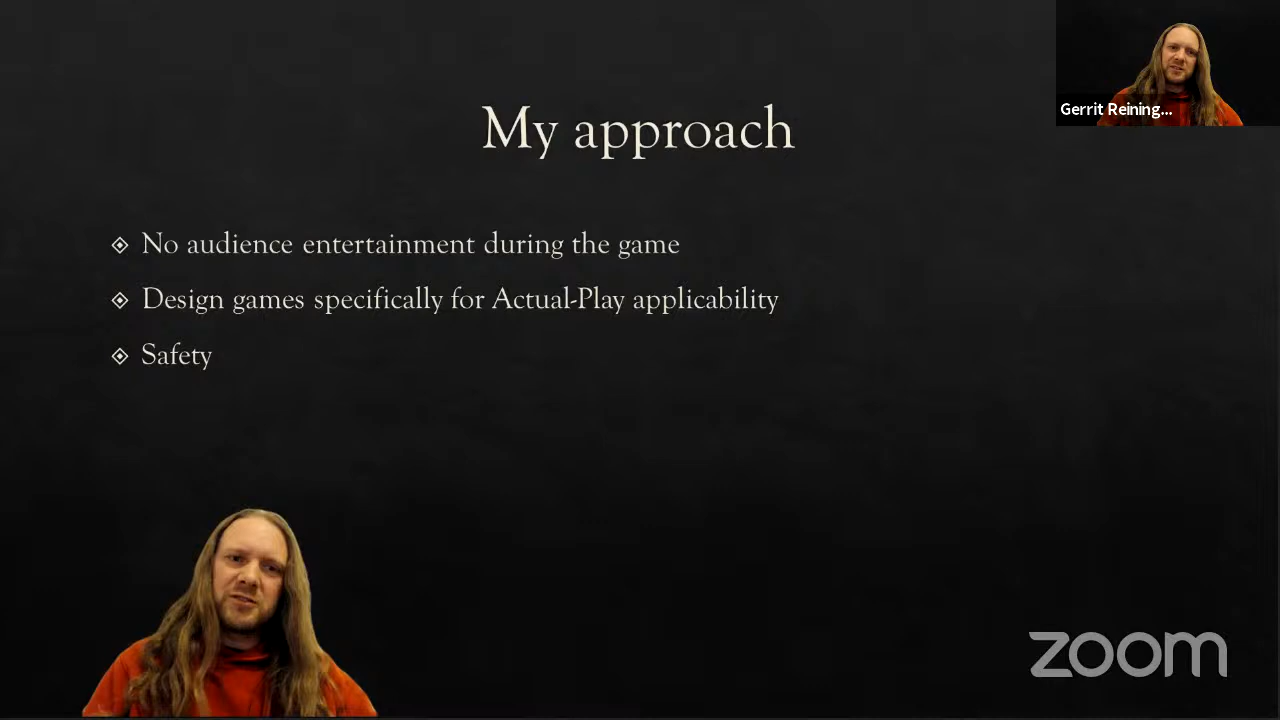 Gerrit Reining...
My approach
No audience entertainment during the game
Design games specifically for Actual-Play applicability
Safety
zoom